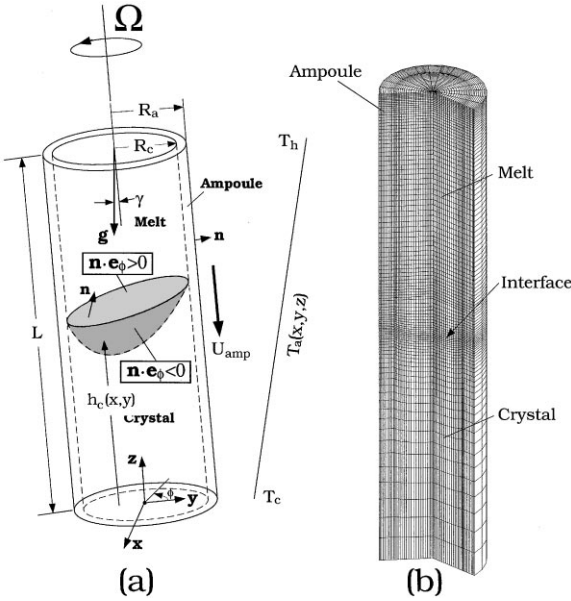 Ω
R_a
R_c
T_h
Ampoule
γ
Melt
g
n
n·e_ϕ>0
n
U_amp
L
T_a(x,y,z)
n·e_ϕ<0
h_c(x,y)
Crystal
z
ϕ
y
T_c
x
(a)
Ampoule
Melt
Interface
Crystal
(b)